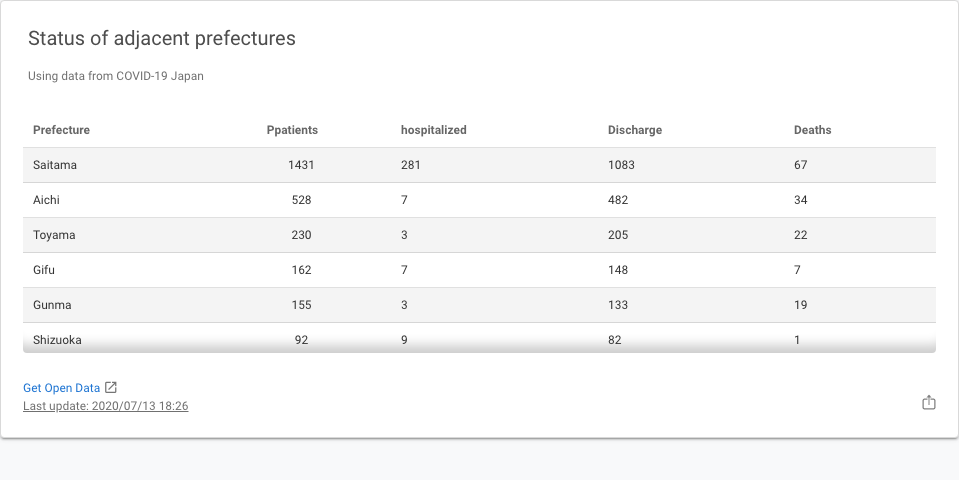 Status of adjacent prefectures
Using data from COVID-19 Japan
Prefecture Ppatients hospitalized Discharge Deaths
Saitama 1431 281 1083 67
Aichi 528 7 482 34
Toyama 230 3 205 22
Gifu 162 7 148 7
Gunma 155 3 133 19
Shizuoka 92 9 82 1
Get Open Data
Last update: 2020/07/13 18:26